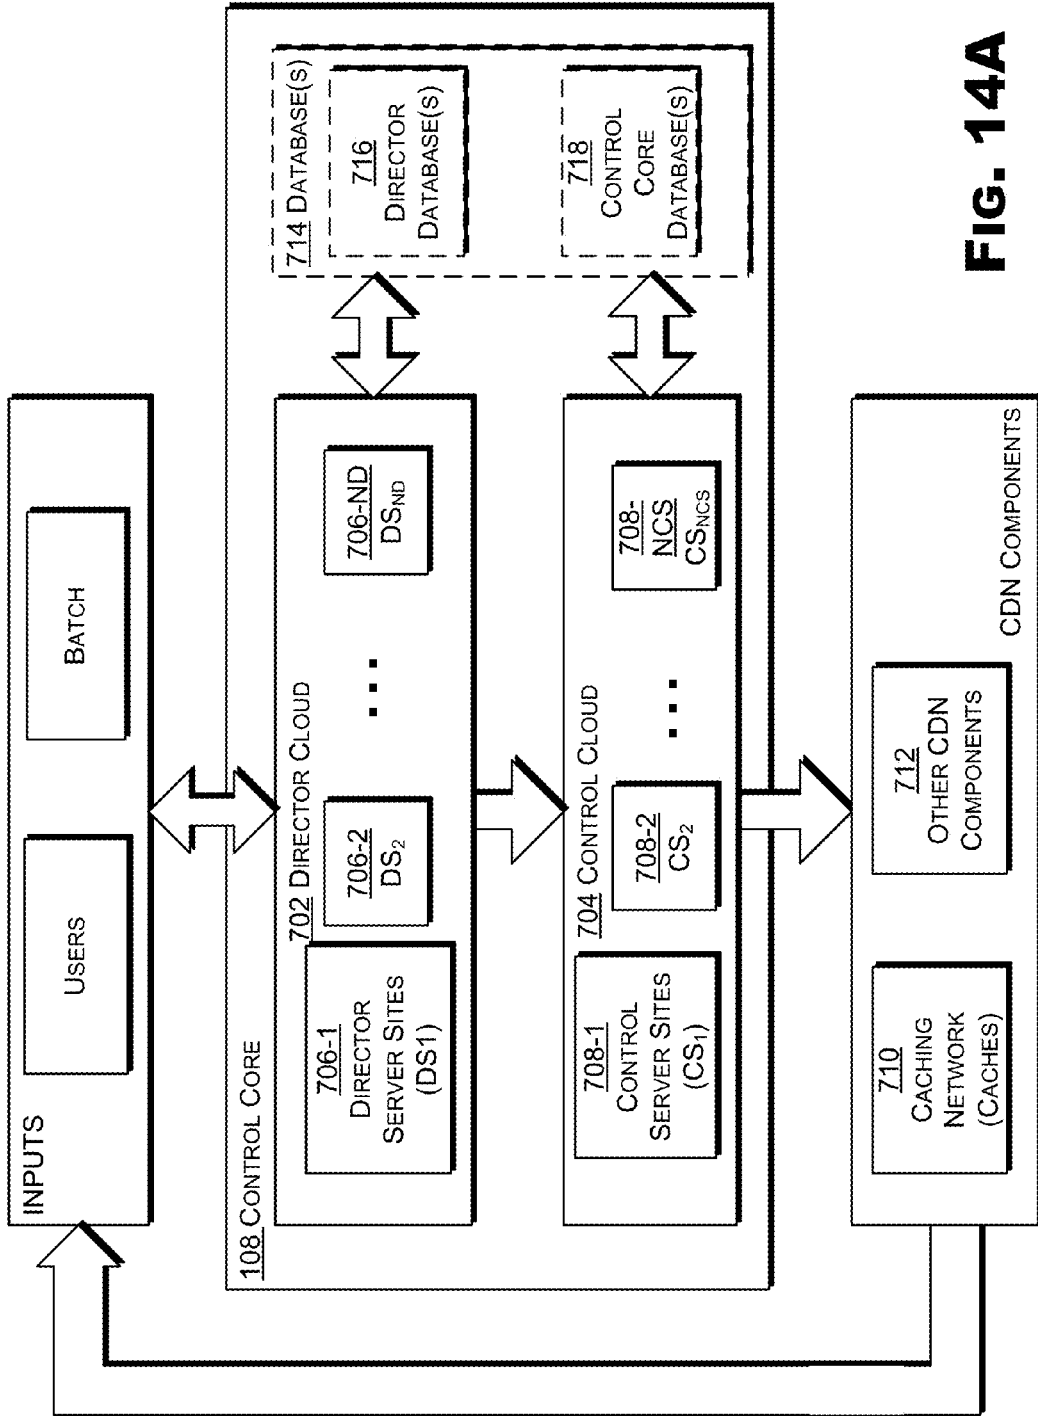 INPUTS
USERS
BATCH
108 CONTROL CORE
702 DIRECTOR CLOUD
706-1
DIRECTOR
SERVER SITES
(DS1)
706-2
DS2
...
706-ND
DSND
714 DATABASE(S)
716
DIRECTOR
DATABASE(S)
704 CONTROL CLOUD
708-1
CONTROL
SERVER SITES
(CS1)
708-2
CS2
...
708-
NCS
CSNCS
718
CONTROL
CORE
DATABASE(S)
710
CACHING
NETWORK
(CACHES)
712
OTHER CDN
COMPONENTS
CDN COMPONENTS
FIG. 14A